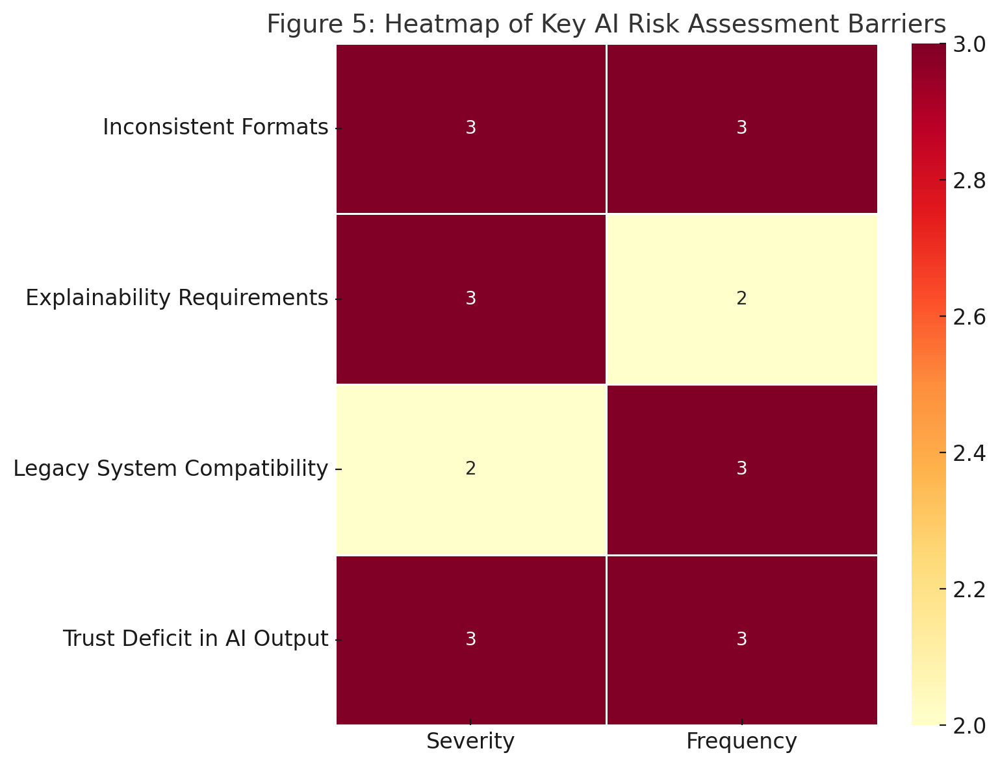 Figure 5: Heatmap of Key AI Risk Assessment Barriers
3.0
Inconsistent Formats 3 3
2.8
2.6
Explainability Requirements 3 2
2.4
Legacy System Compatibility 2 3
2.2
Trust Deficit in AI Output 3 3
2.0
Severity Frequency